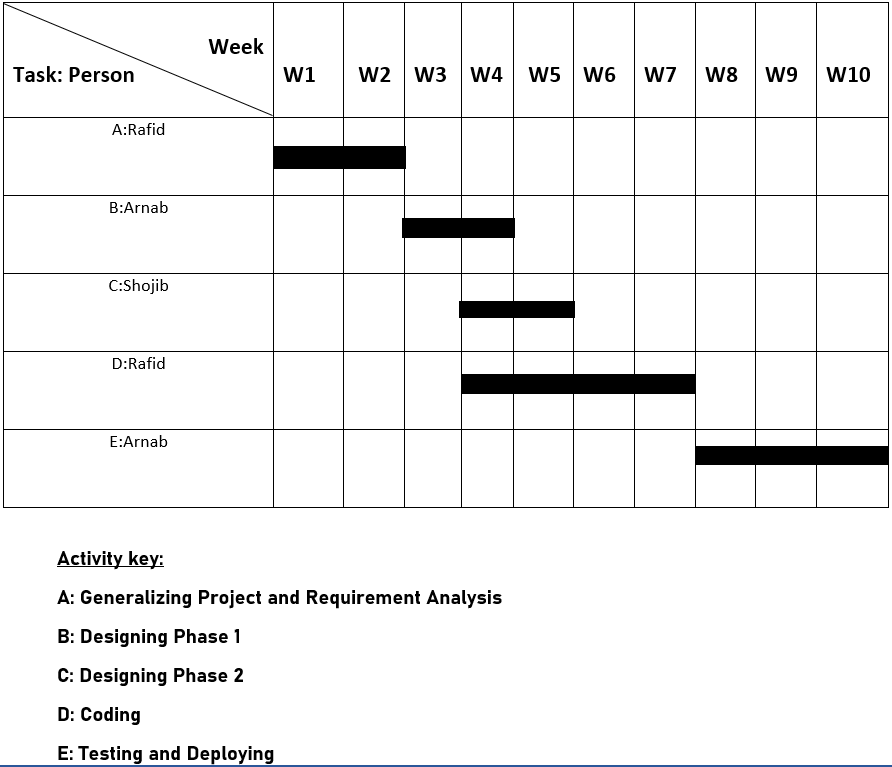 Week
Task: Person
W1 W2 W3 W4 W5 W6 W7 W8 W9 W10
A:Rafid
B:Arnab
C:Shojib
D:Rafid
E:Arnab
Activity key:
A: Generalizing Project and Requirement Analysis
B: Designing Phase 1
C: Designing Phase 2
D: Coding
E: Testing and Deploying